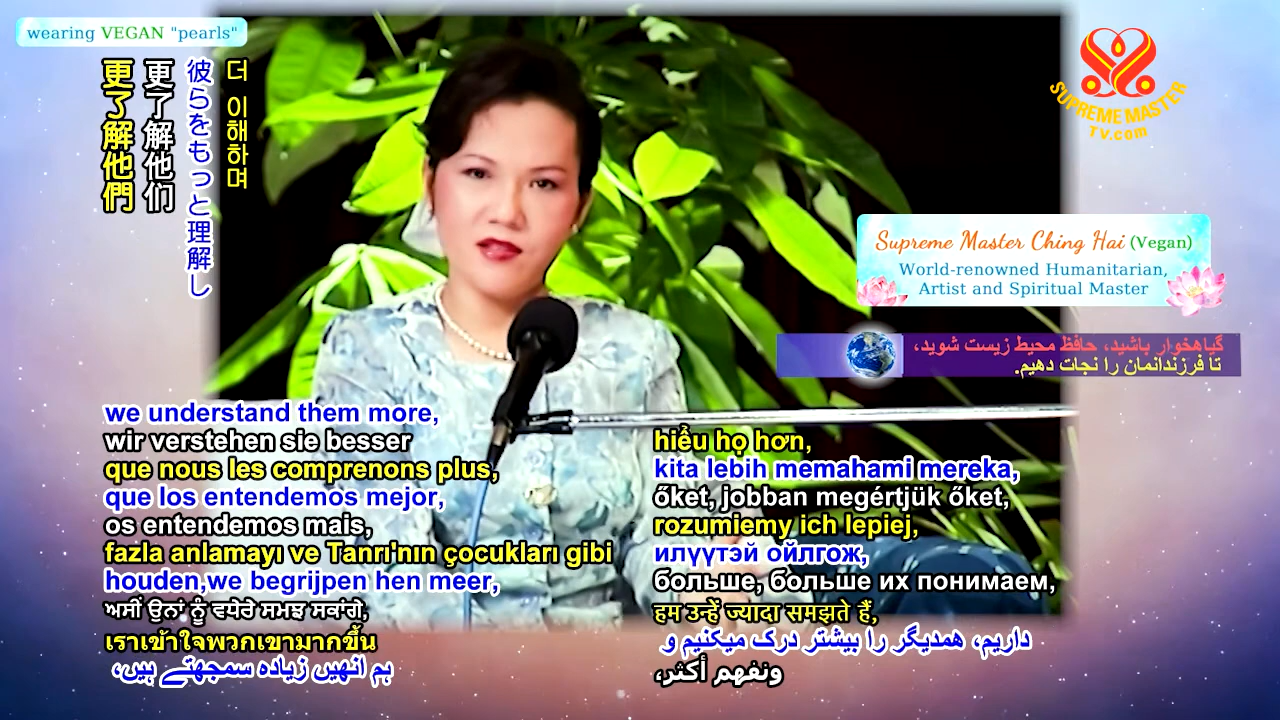 wearing VEGAN "pearls"
더 이해하며
彼らをもっと理解し
更了解他们
更了解他們
SUPREME MASTER
TV.com
Supreme Master Ching Hai (Vegan)
World-renowned Humanitarian,
Artist and Spiritual Master
گیاهخوار باشید، حافظ محیط زیست شوید،
تا فرزندانمان را نجات دهیم.
we understand them more,
wir verstehen sie besser
que nous les comprenons plus,
que los entendemos mejor,
os entendemos mais,
fazla anlamayı ve Tanrı'nın çocukları gibi
houden,we begrijpen hen meer,
ਅਸੀਂ ਉਨਾਂ ਨੂੰ ਵਧੇਰੇ ਸਮਝ ਸਕਾਂਗੇ,
เราเข้าใจพวกเขามากขึ้น
ہم انھیں زیادہ سمجھتے ہیں،
hiểu họ hơn,
kita lebih memahami mereka,
őket, jobban megértjük őket,
rozumiemy ich lepiej,
илүүтэй ойлгож,
больше, больше их понимаем,
हम उन्हें ज्यादा समझते हैं,
داریم، همدیگر را بیشتر درک میکنیم و
ونفهم أكثر،